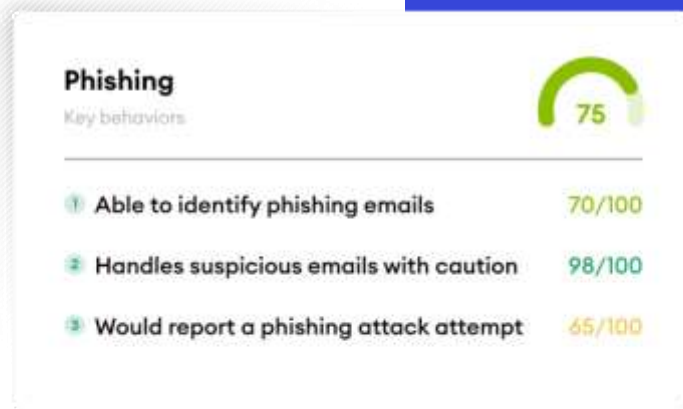 Phishing
Key behaviors
75
1 Able to identify phishing emails 70/100
2 Handles suspicious emails with caution 98/100
3 Would report a phishing attack attempt 65/100